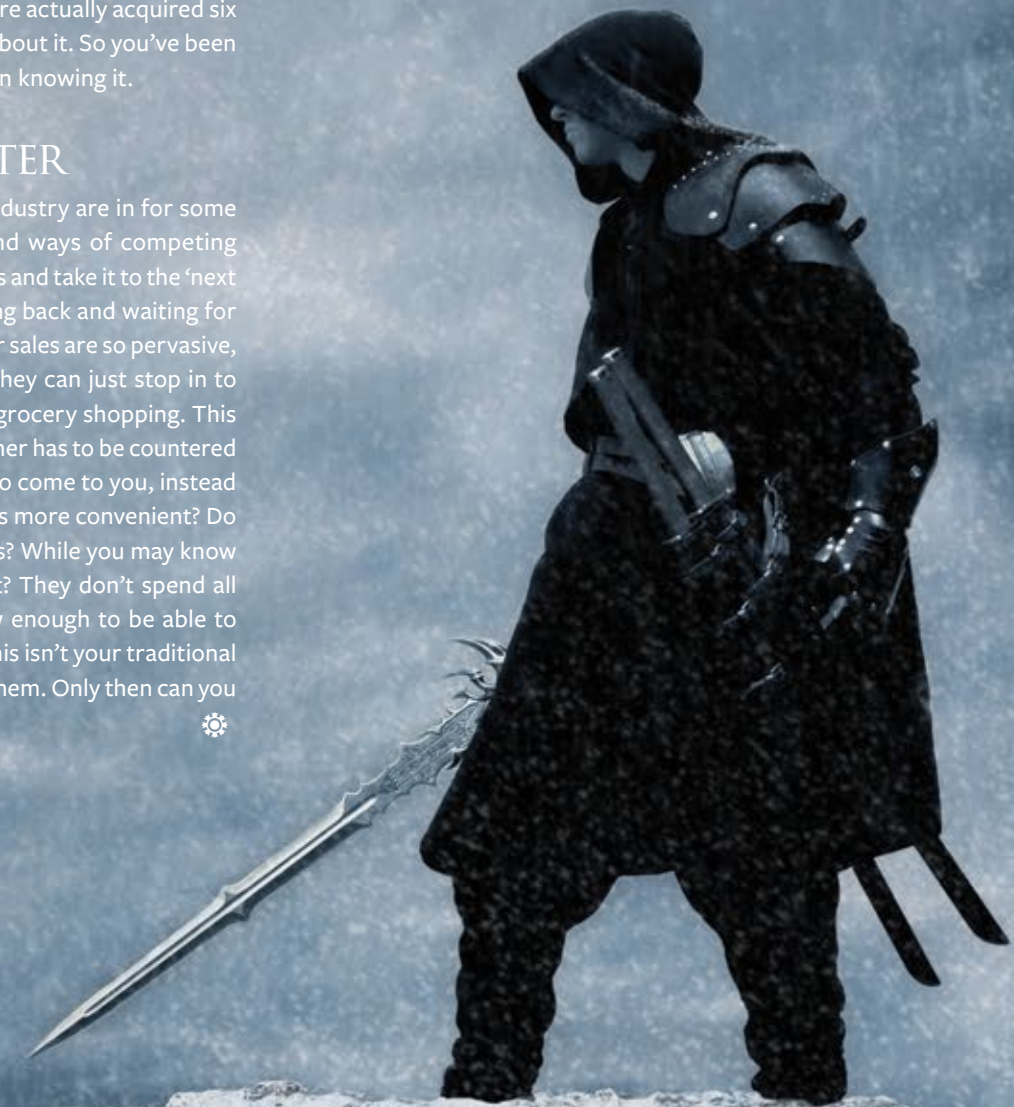 re actually acquired six
bout it. So you’ve been
n knowing it.
TER
dustry are in for some
nd ways of competing
s and take it to the ‘next
ng back and waiting for
r sales are so pervasive,
hey can just stop in to
grocery shopping. This
ner has to be countered
o come to you, instead
s more convenient? Do
s? While you may know
t? They don’t spend all
y enough to be able to
his isn’t your traditional
hem. Only then can you